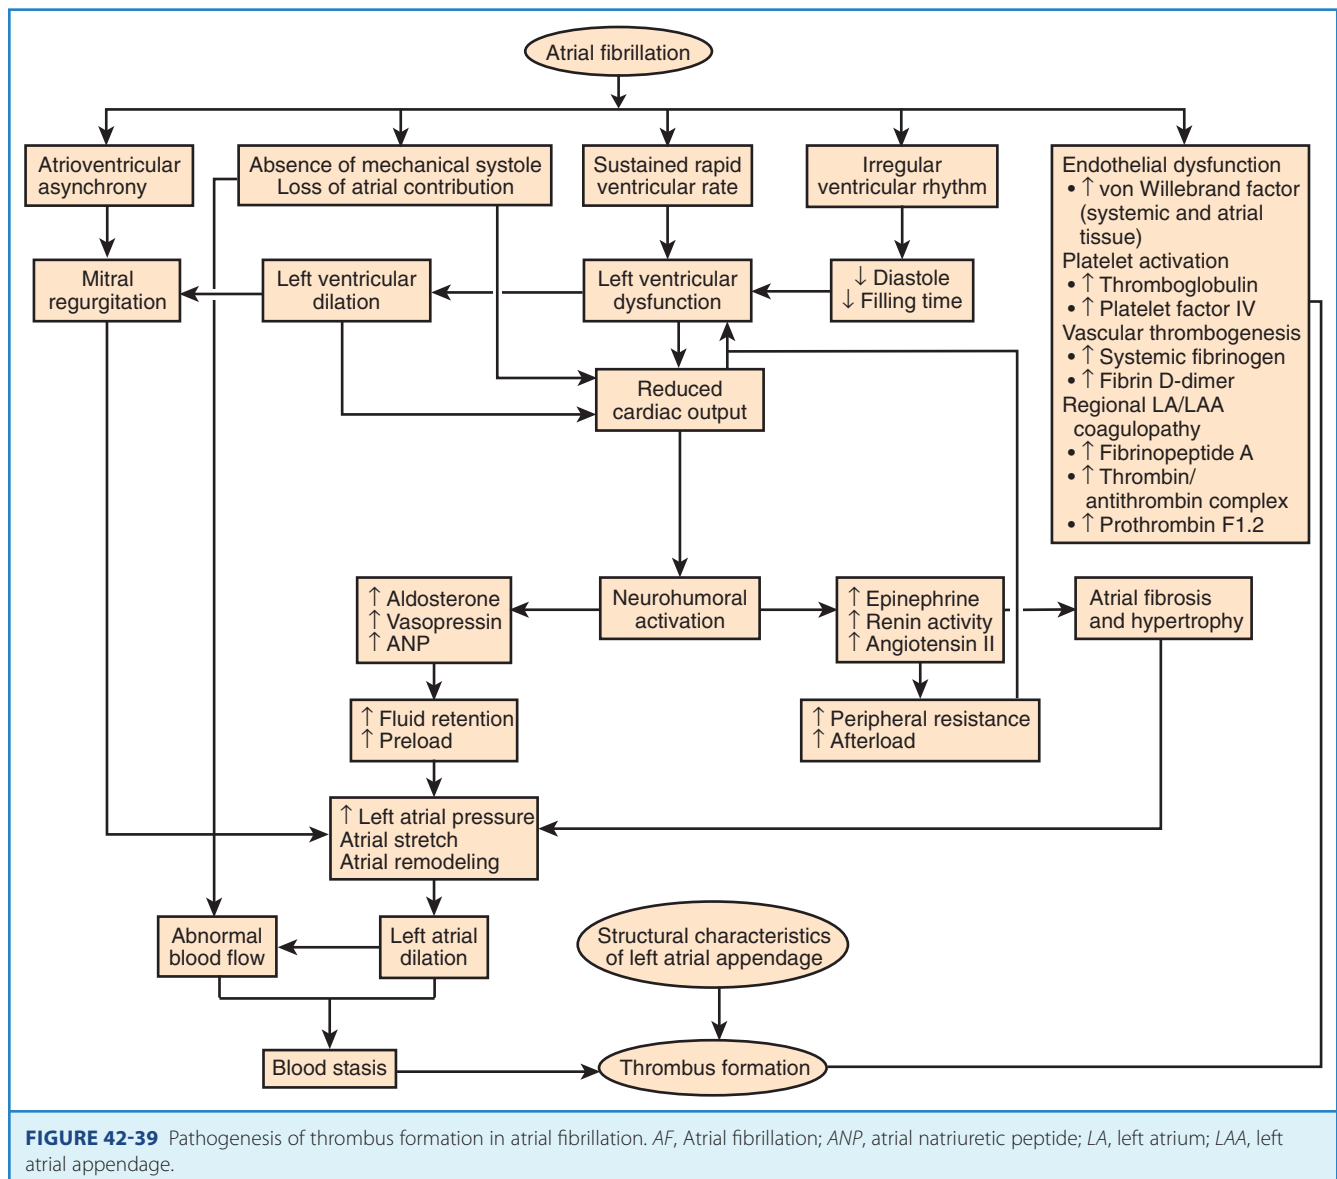 Atrial fibrillation
Atrioventricular
asynchrony
Absence of mechanical systole
Loss of atrial contribution
Sustained rapid
ventricular rate
Irregular
ventricular rhythm
Endothelial dysfunction
• ↑ von Willebrand factor
(systemic and atrial
tissue)
Platelet activation
• ↑ Thromboglobulin
• ↑ Platelet factor IV
Vascular thrombogenesis
• ↑ Systemic fibrinogen
• ↑ Fibrin D-dimer
Regional LA/LAA
coagulopathy
• ↑ Fibrinopeptide A
• ↑ Thrombin/
antithrombin complex
• ↑ Prothrombin F1.2
Mitral
regurgitation
Left ventricular
dilation
Left ventricular
dysfunction
↓ Diastole
↓ Filling time
Reduced
cardiac output
↑ Aldosterone
↑ Vasopressin
↑ ANP
Neurohumoral
activation
↑ Epinephrine
↑ Renin activity
↑ Angiotensin II
Atrial fibrosis
and hypertrophy
↑ Fluid retention
↑ Preload
↑ Peripheral resistance
↑ Afterload
↑ Left atrial pressure
Atrial stretch
Atrial remodeling
Abnormal
blood flow
Left atrial
dilation
Structural characteristics
of left atrial appendage
Blood stasis
Thrombus formation
FIGURE 42-39 Pathogenesis of thrombus formation in atrial fibrillation. AF, Atrial fibrillation; ANP, atrial natriuretic peptide; LA, left atrium; LAA, left
atrial appendage.